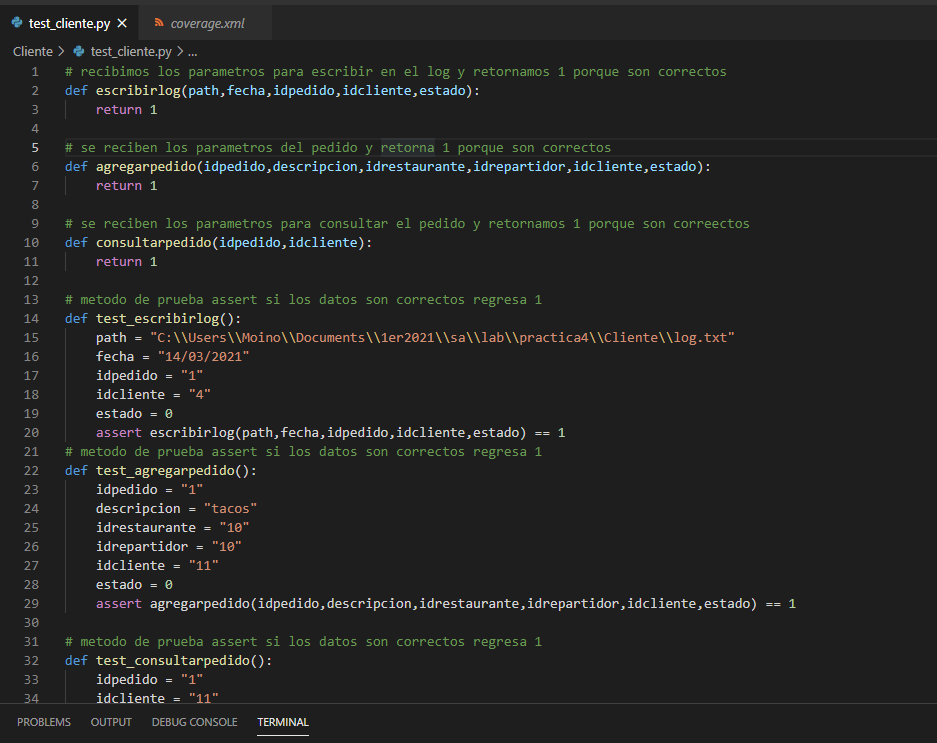 test_cliente.py
coverage.xml
Cliente > test_cliente.py > ...
1 # recibimos los parametros para escribir en el log y retornamos 1 porque son correctos
2 def escribirlog(path,fecha,idpedido,idcliente,estado):
3     return 1
4
5 # se reciben los parametros del pedido y retorna 1 porque son correctos
6 def agregarpedido(idpedido,descripcion,idrestaurante,idrepartidor,idcliente,estado):
7     return 1
8
9 # se reciben los parametros para consultar el pedido y retornamos 1 porque son correectos
10 def consultarpedido(idpedido,idcliente):
11     return 1
12
13 # metodo de prueba assert si los datos son correctos regresa 1
14 def test_escribirlog():
15     path = "C:\\Users\\Moino\\Documents\\1er2021\\sa\\lab\\practica4\\Cliente\\log.txt"
16     fecha = "14/03/2021"
17     idpedido = "1"
18     idcliente = "4"
19     estado = 0
20     assert escribirlog(path,fecha,idpedido,idcliente,estado) == 1
21 # metodo de prueba assert si los datos son correctos regresa 1
22 def test_agregarpedido():
23     idpedido = "1"
24     descripcion = "tacos"
25     idrestaurante = "10"
26     idrepartidor = "10"
27     idcliente = "11"
28     estado = 0
29     assert agregarpedido(idpedido,descripcion,idrestaurante,idrepartidor,idcliente,estado) == 1
30
31 # metodo de prueba assert si los datos son correctos regresa 1
32 def test_consultarpedido():
33     idpedido = "1"
34     idcliente = "11"
PROBLEMS OUTPUT DEBUG CONSOLE TERMINAL